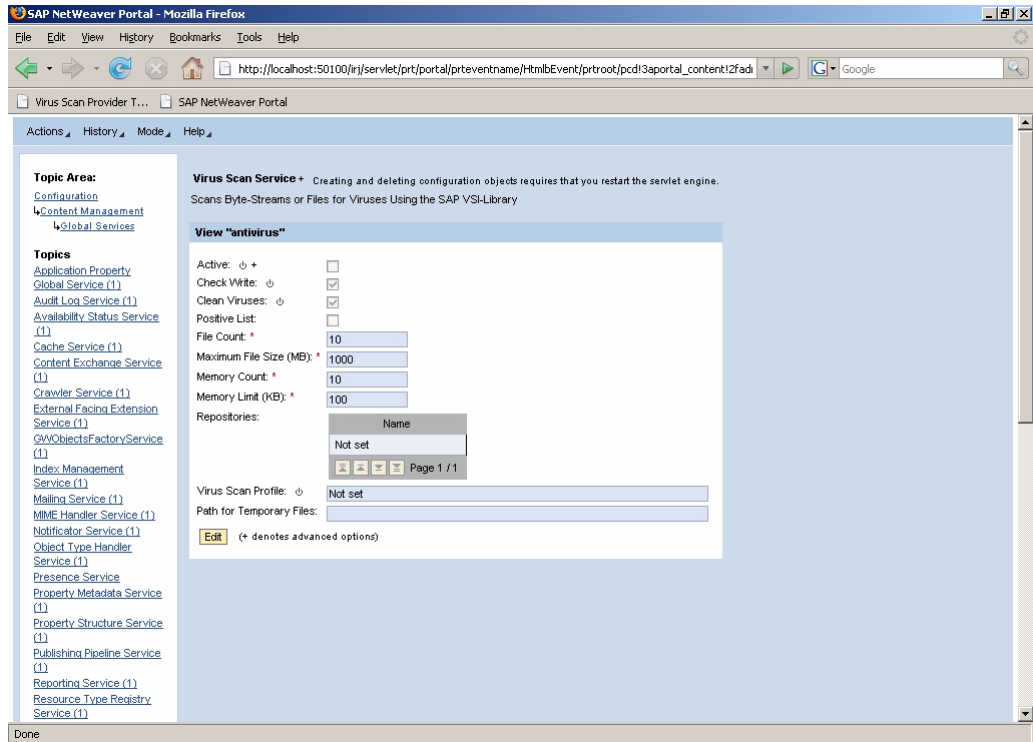 SAP NetWeaver Portal - Mozilla Firefox
File Edit View History Bookmarks Tools Help
http://localhost:50100/irj/servlet/prt/portal/prteventname/HtmlbEvent/prtroot/pcd!3aportal_content!2fadi
G Google
Virus Scan Provider T... SAP NetWeaver Portal
Actions History Mode Help
Topic Area:
Configuration
Content Management
Global Services
Topics
Application Property
Global Service (1)
Audit Log Service (1)
Availability Status Service
(1)
Cache Service (1)
Content Exchange Service
(1)
Crawler Service (1)
External Facing Extension
Service (1)
GWObjectsFactoryService
(1)
Index Management
Service (1)
Mailing Service (1)
MIME Handler Service (1)
Notificator Service (1)
Object Type Handler
Service (1)
Presence Service
Property Metadata Service
(1)
Property Structure Service
(1)
Publishing Pipeline Service
(1)
Reporting Service (1)
Resource Type Registry
Service (1)
Virus Scan Service + Creating and deleting configuration objects requires that you restart the servlet engine.
Scans Byte-Streams or Files for Viruses Using the SAP VSI-Library
View "antivirus"
Active: +
Check Write:
Clean Viruses:
Positive List:
File Count: * 10
Maximum File Size (MB): * 1000
Memory Count: * 10
Memory Limit (KB): * 100
Repositories:
Name
Not set
Page 1 / 1
Virus Scan Profile: Not set
Path for Temporary Files:
Edit (+ denotes advanced options)
Done